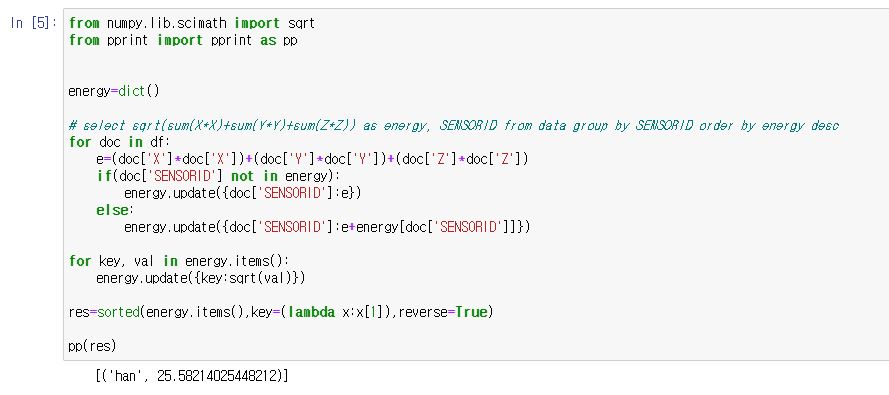 In [5]:
from numpy.lib.scimath import sqrt
from pprint import pprint as pp
energy=dict()
# select sqrt(sum(X*X)+sum(Y*Y)+sum(Z*Z)) as energy, SENSORID from data group by SENSORID order by energy desc
for doc in df:
    e=(doc['X']*doc['X'])+(doc['Y']*doc['Y'])+(doc['Z']*doc['Z'])
    if(doc['SENSORID'] not in energy):
        energy.update({doc['SENSORID']:e})
    else:
        energy.update({doc['SENSORID']:e+energy[doc['SENSORID']]})
for key, val in energy.items():
    energy.update({key:sqrt(val)})
res=sorted(energy.items(),key=(lambda x:x[1]),reverse=True)
pp(res)
[('han', 25.58214025448212)]